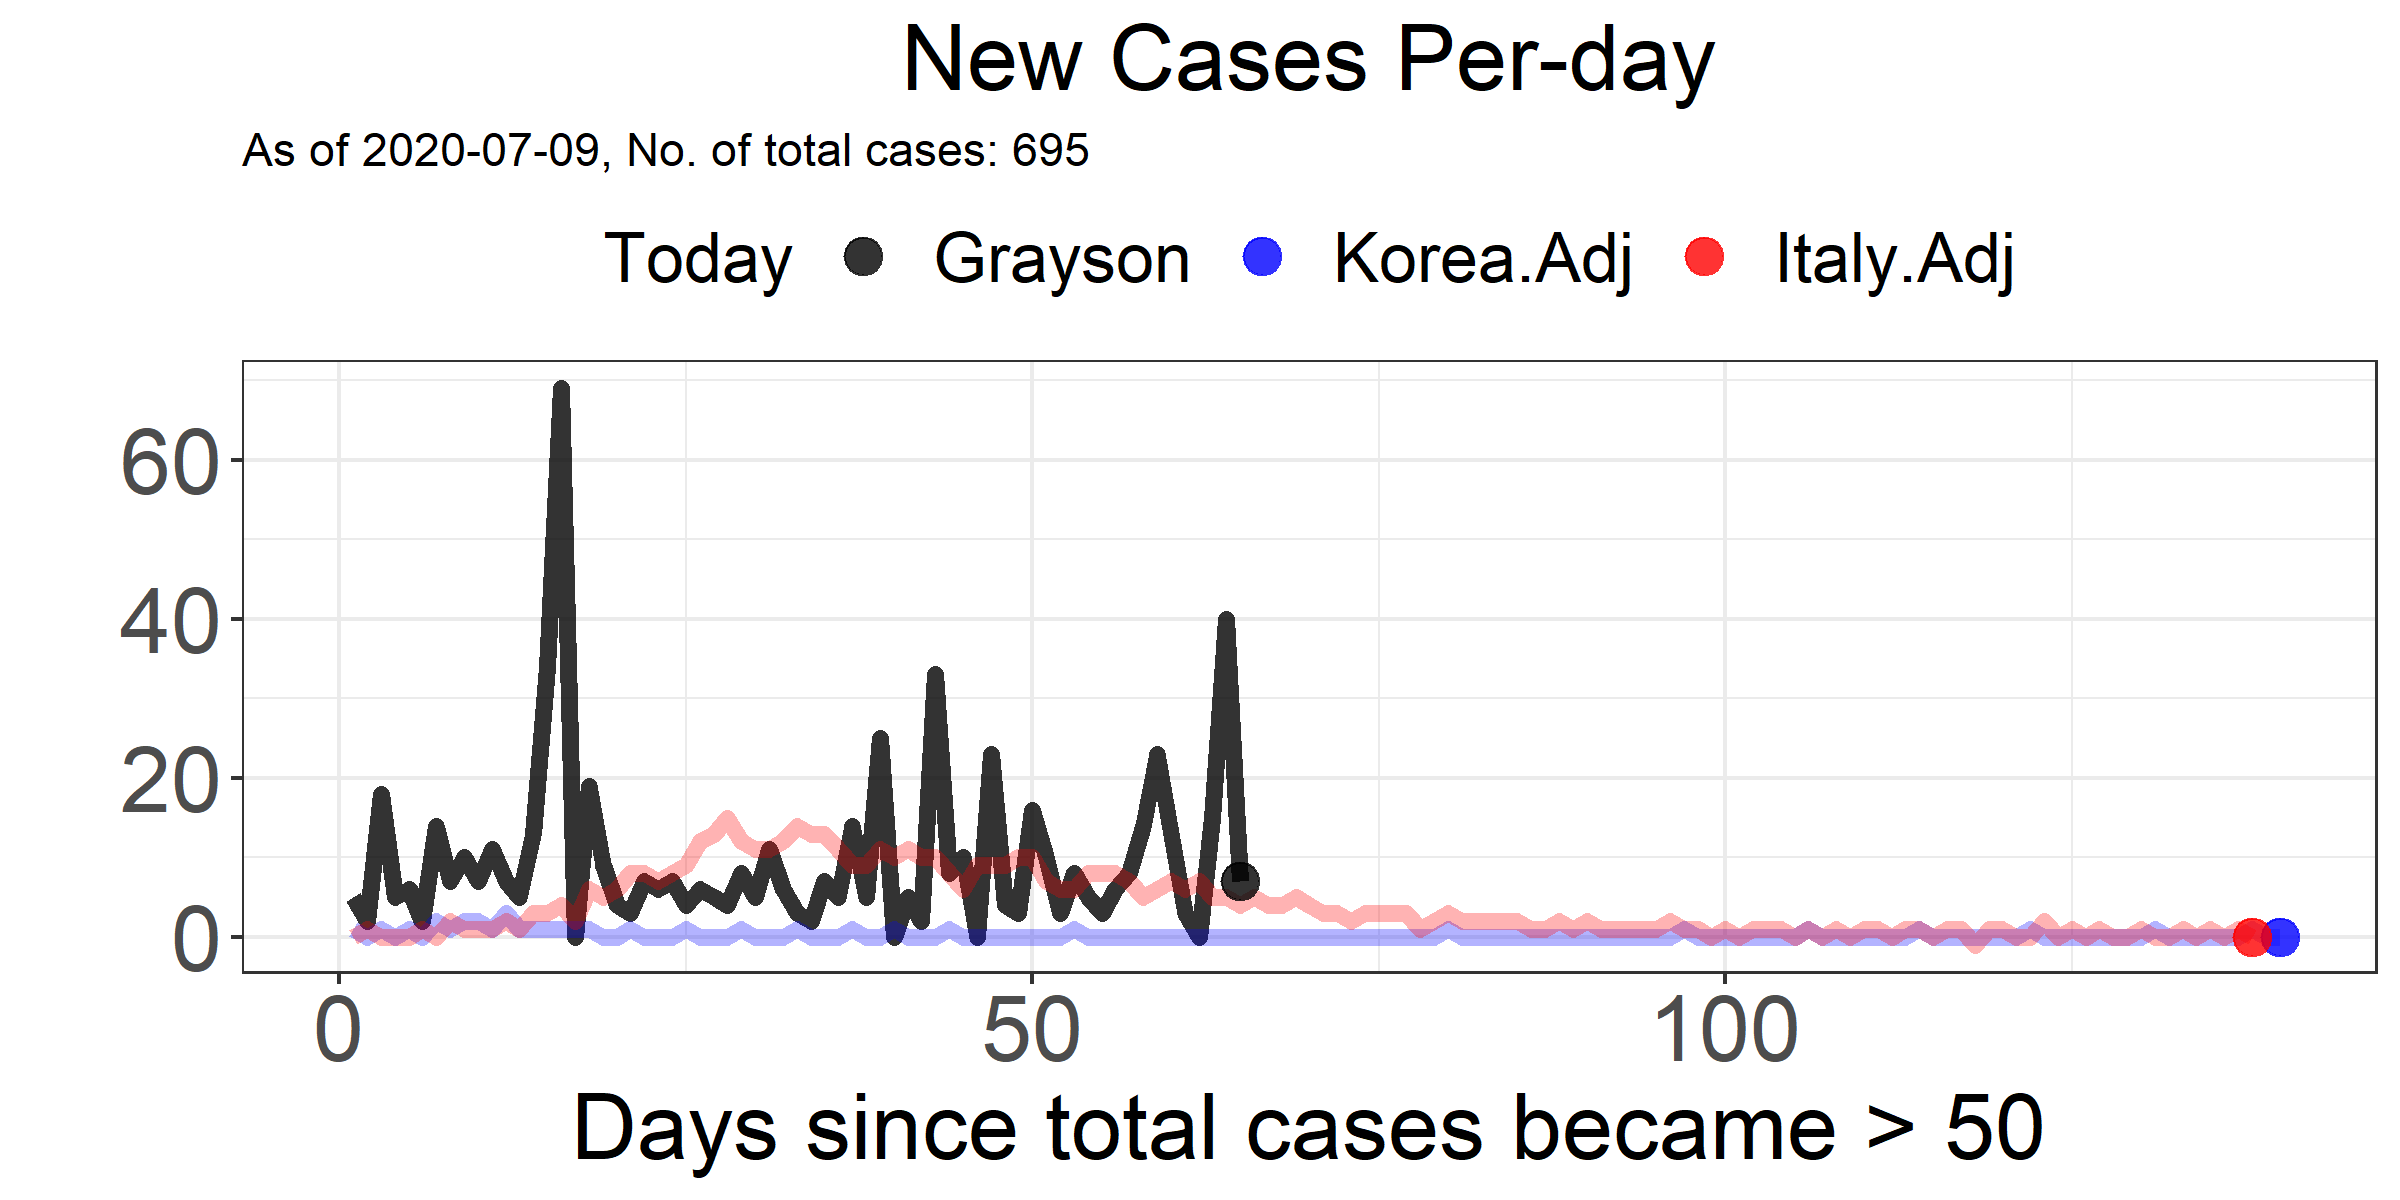 New Cases Per-day
As of 2020-07-09, No. of total cases: 695
Today Grayson Korea.Adj Italy.Adj
60
40
20
0
0 50 100
Days since total cases became > 50